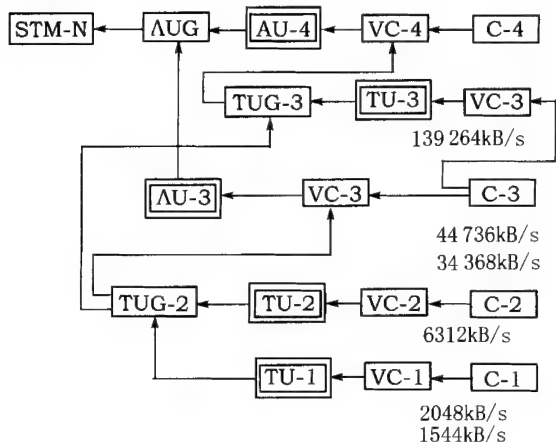 STM-N ΛUG AU-4 VC-4 C-4
TUG-3 TU-3 VC-3
139 264kB/s
ΛU-3 VC-3 C-3
44 736kB/s
34 368kB/s
TUG-2 TU-2 VC-2 C-2
6312kB/s
TU-1 VC-1 C-1
2048kB/s
1544kB/s